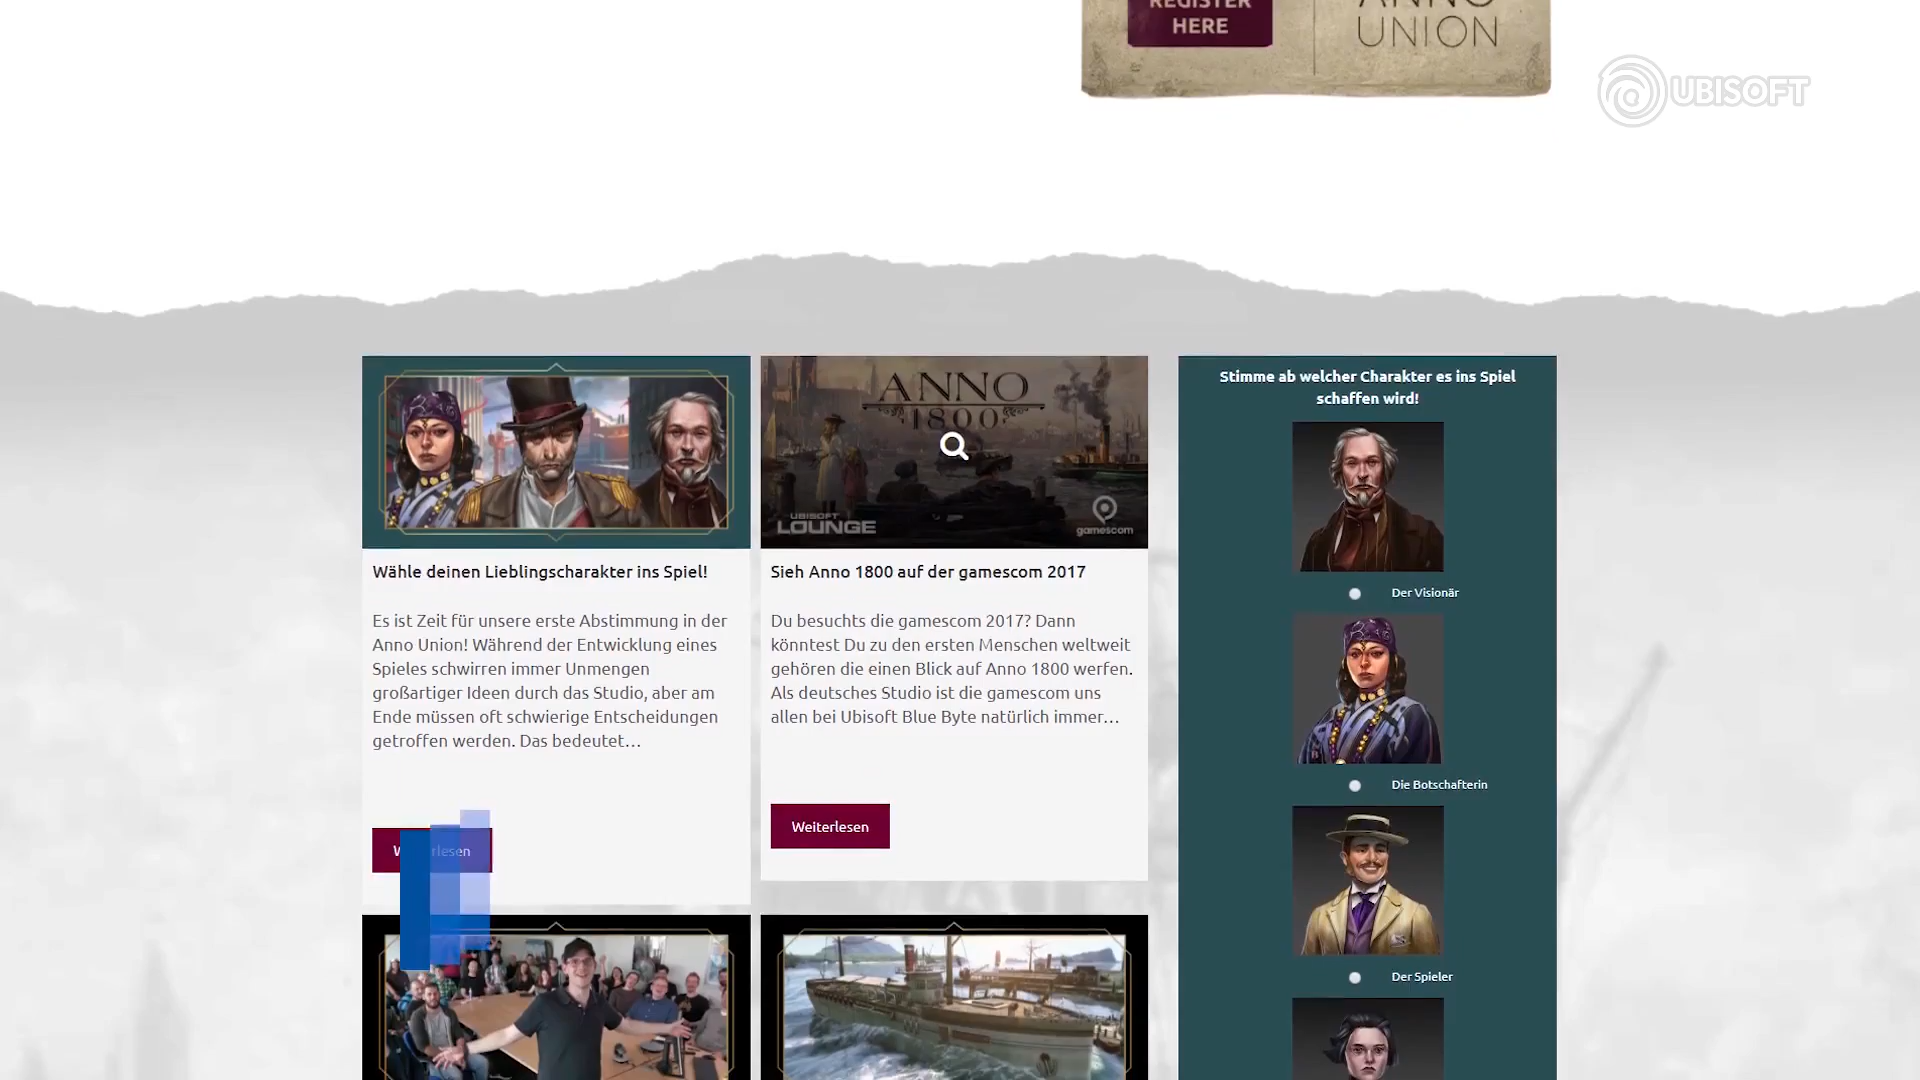 REGISTER
HERE
ANNO
UNION
UBISOFT
ANNO
1800
UBISOFT
LOUNGE
gamescom
Wähle deinen Lieblingscharakter ins Spiel!
Es ist Zeit für unsere erste Abstimmung in der
Anno Union! Während der Entwicklung eines
Spieles schwirren immer Unmengen
großartiger Ideen durch das Studio, aber am
Ende müssen oft schwierige Entscheidungen
getroffen werden. Das bedeutet…
Sieh Anno 1800 auf der gamescom 2017
Du besuchts die gamescom 2017? Dann
könntest Du zu den ersten Menschen weltweit
gehören die einen Blick auf Anno 1800 werfen.
Als deutsches Studio ist die gamescom uns
allen bei Ubisoft Blue Byte natürlich immer…
Weiterlesen
Stimme ab welcher Charakter es ins Spiel
schaffen wird!
Der Visionär
Die Botschafterin
Der Spieler